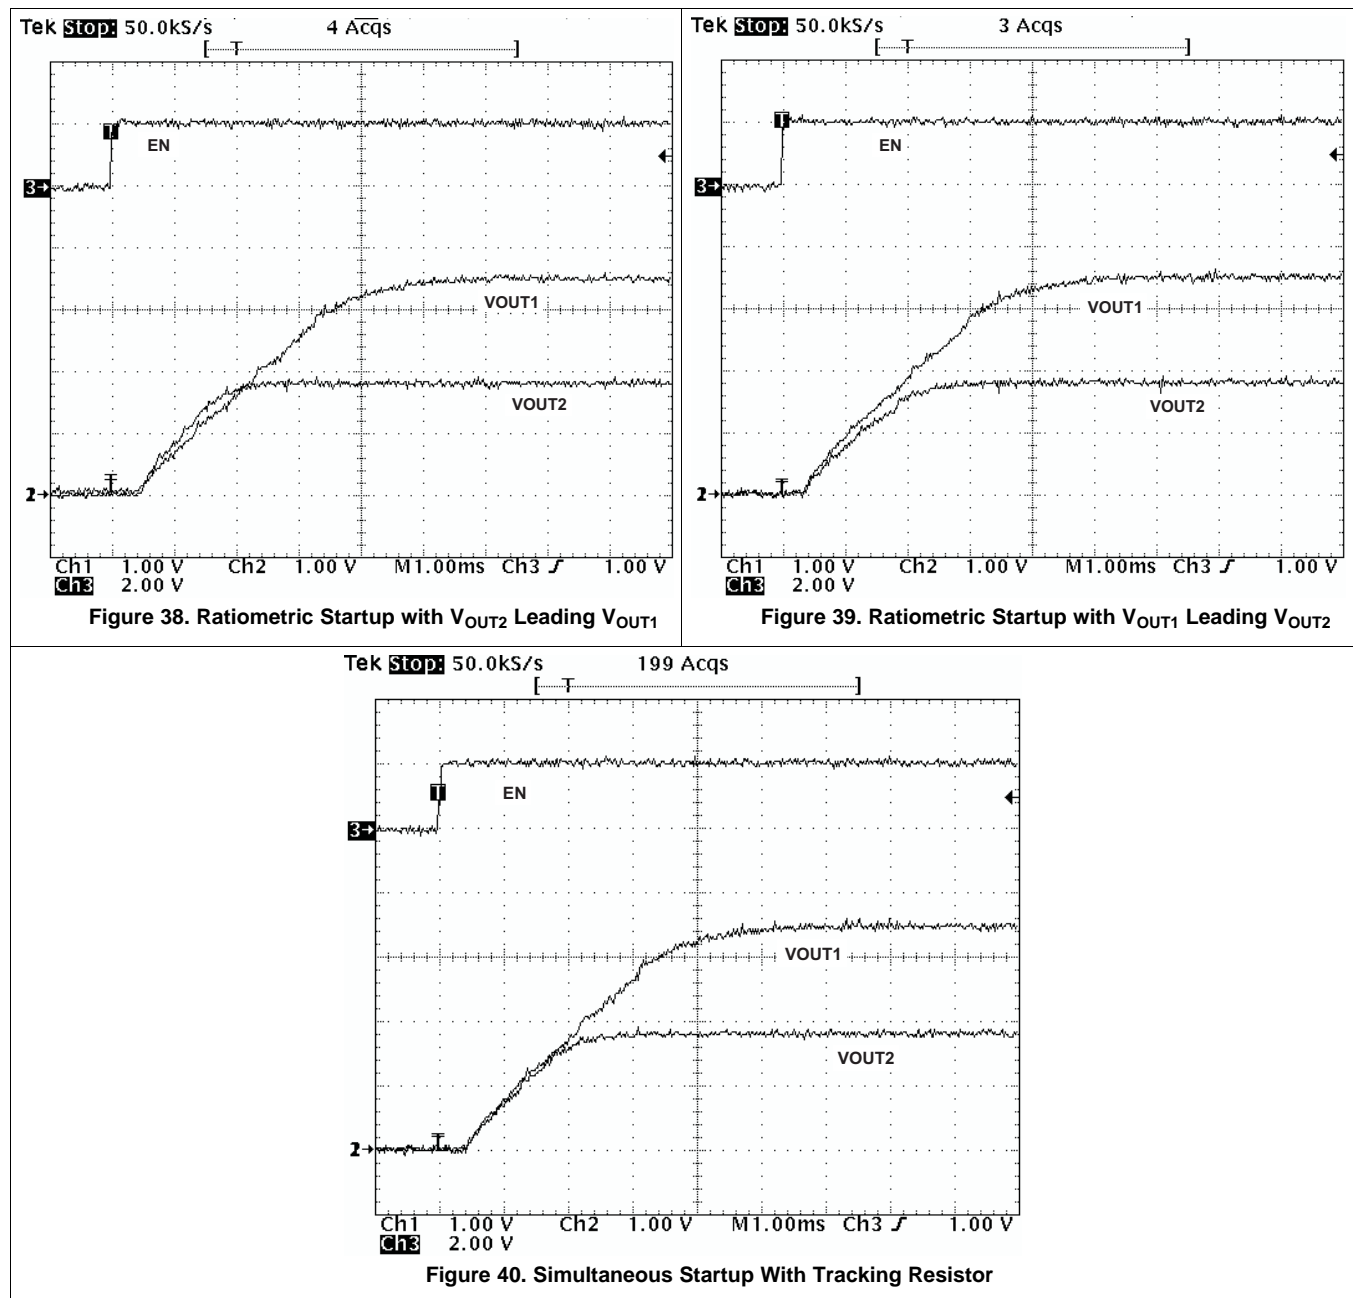 Tek Stop: 50.0kS/s 4 Acqs
[ T ]
T
EN
3→
VOUT1
VOUT2
2→
Ch1 1.00 V Ch2 1.00 V M1.00ms Ch3 ƒ 1.00 V
Ch3 2.00 V
Figure 38. Ratiometric Startup with VOUT2 Leading VOUT1
Tek Stop: 50.0kS/s 3 Acqs
[ T ]
T
EN
3→
VOUT1
VOUT2
2→
Ch1 1.00 V Ch2 1.00 V M1.00ms Ch3 ƒ 1.00 V
Ch3 2.00 V
Figure 39. Ratiometric Startup with VOUT1 Leading VOUT2
Tek Stop: 50.0kS/s 199 Acqs
[ T ]
T
EN
3→
VOUT1
VOUT2
2→
Ch1 1.00 V Ch2 1.00 V M1.00ms Ch3 ƒ 1.00 V
Ch3 2.00 V
Figure 40. Simultaneous Startup With Tracking Resistor